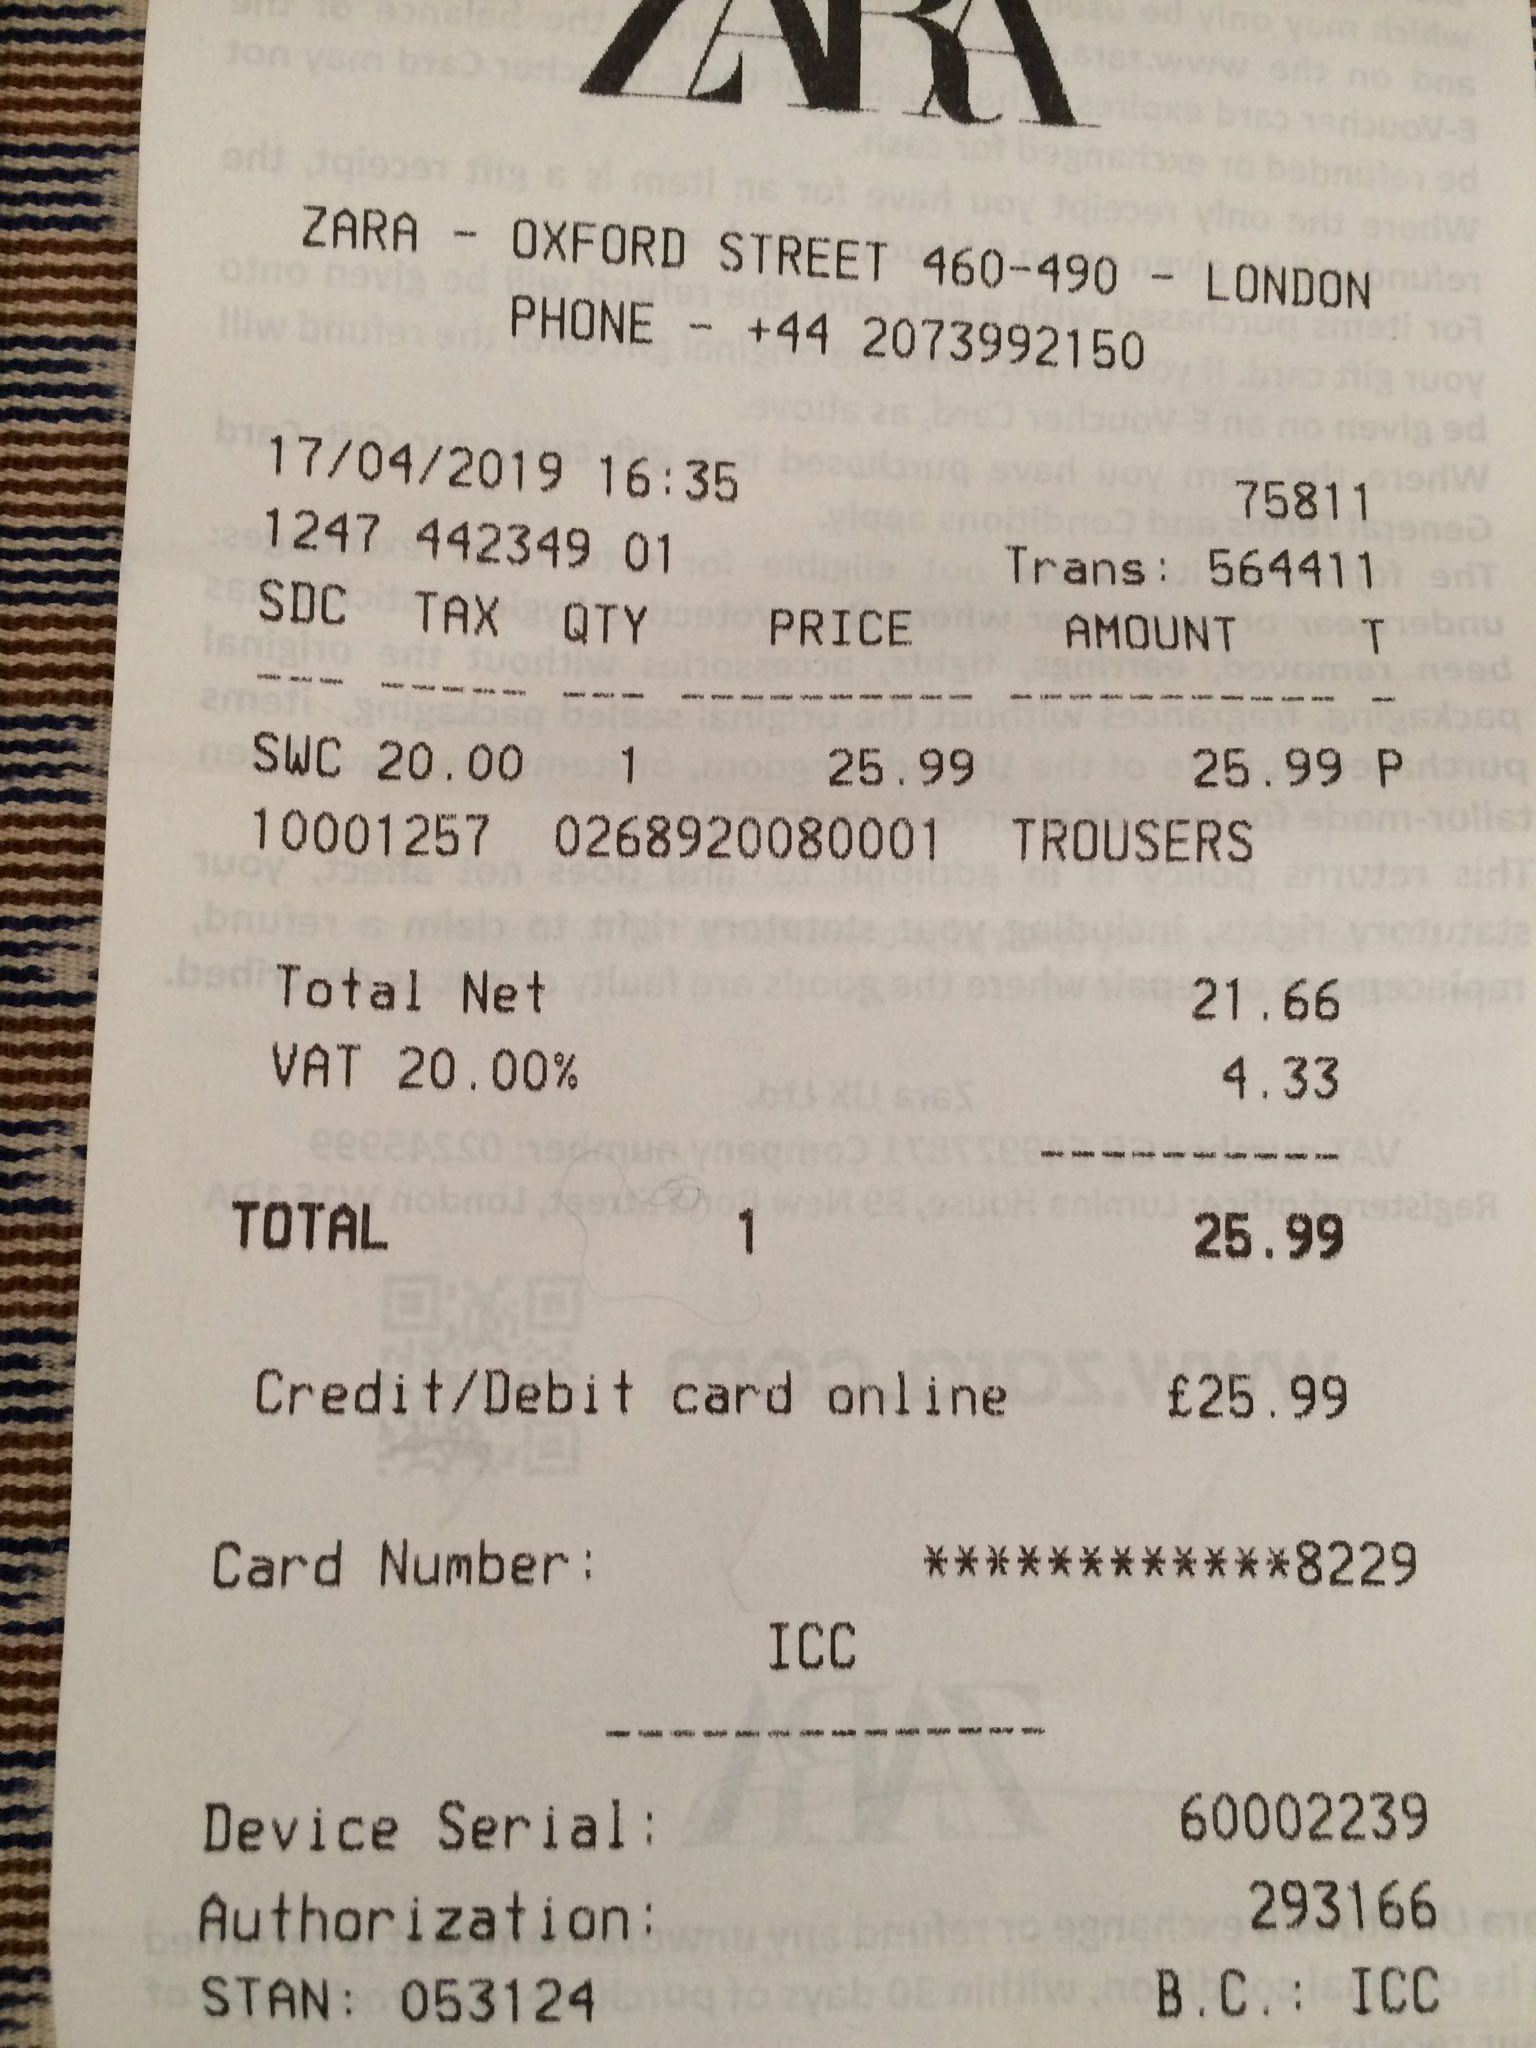 ZARA
ZARA - OXFORD STREET 460-490 - LONDON
PHONE - +44 2073992150
17/04/2019 16:35 75811
1247 442349 01 Trans: 564411
SDC TAX QTY PRICE AMOUNT T
---- ----- --- ---------- ----------- -
SWC 20.00 1 25.99 25.99 P
10001257 0268920080001 TROUSERS
Total Net 21.66
VAT 20.00% 4.33
----------
TOTAL 1 25.99
Credit/Debit card online £25.99
Card Number: ************8229
ICC
--------------
Device Serial: 60002239
Authorization: 293166
STAN: 053124 B.C.: ICC